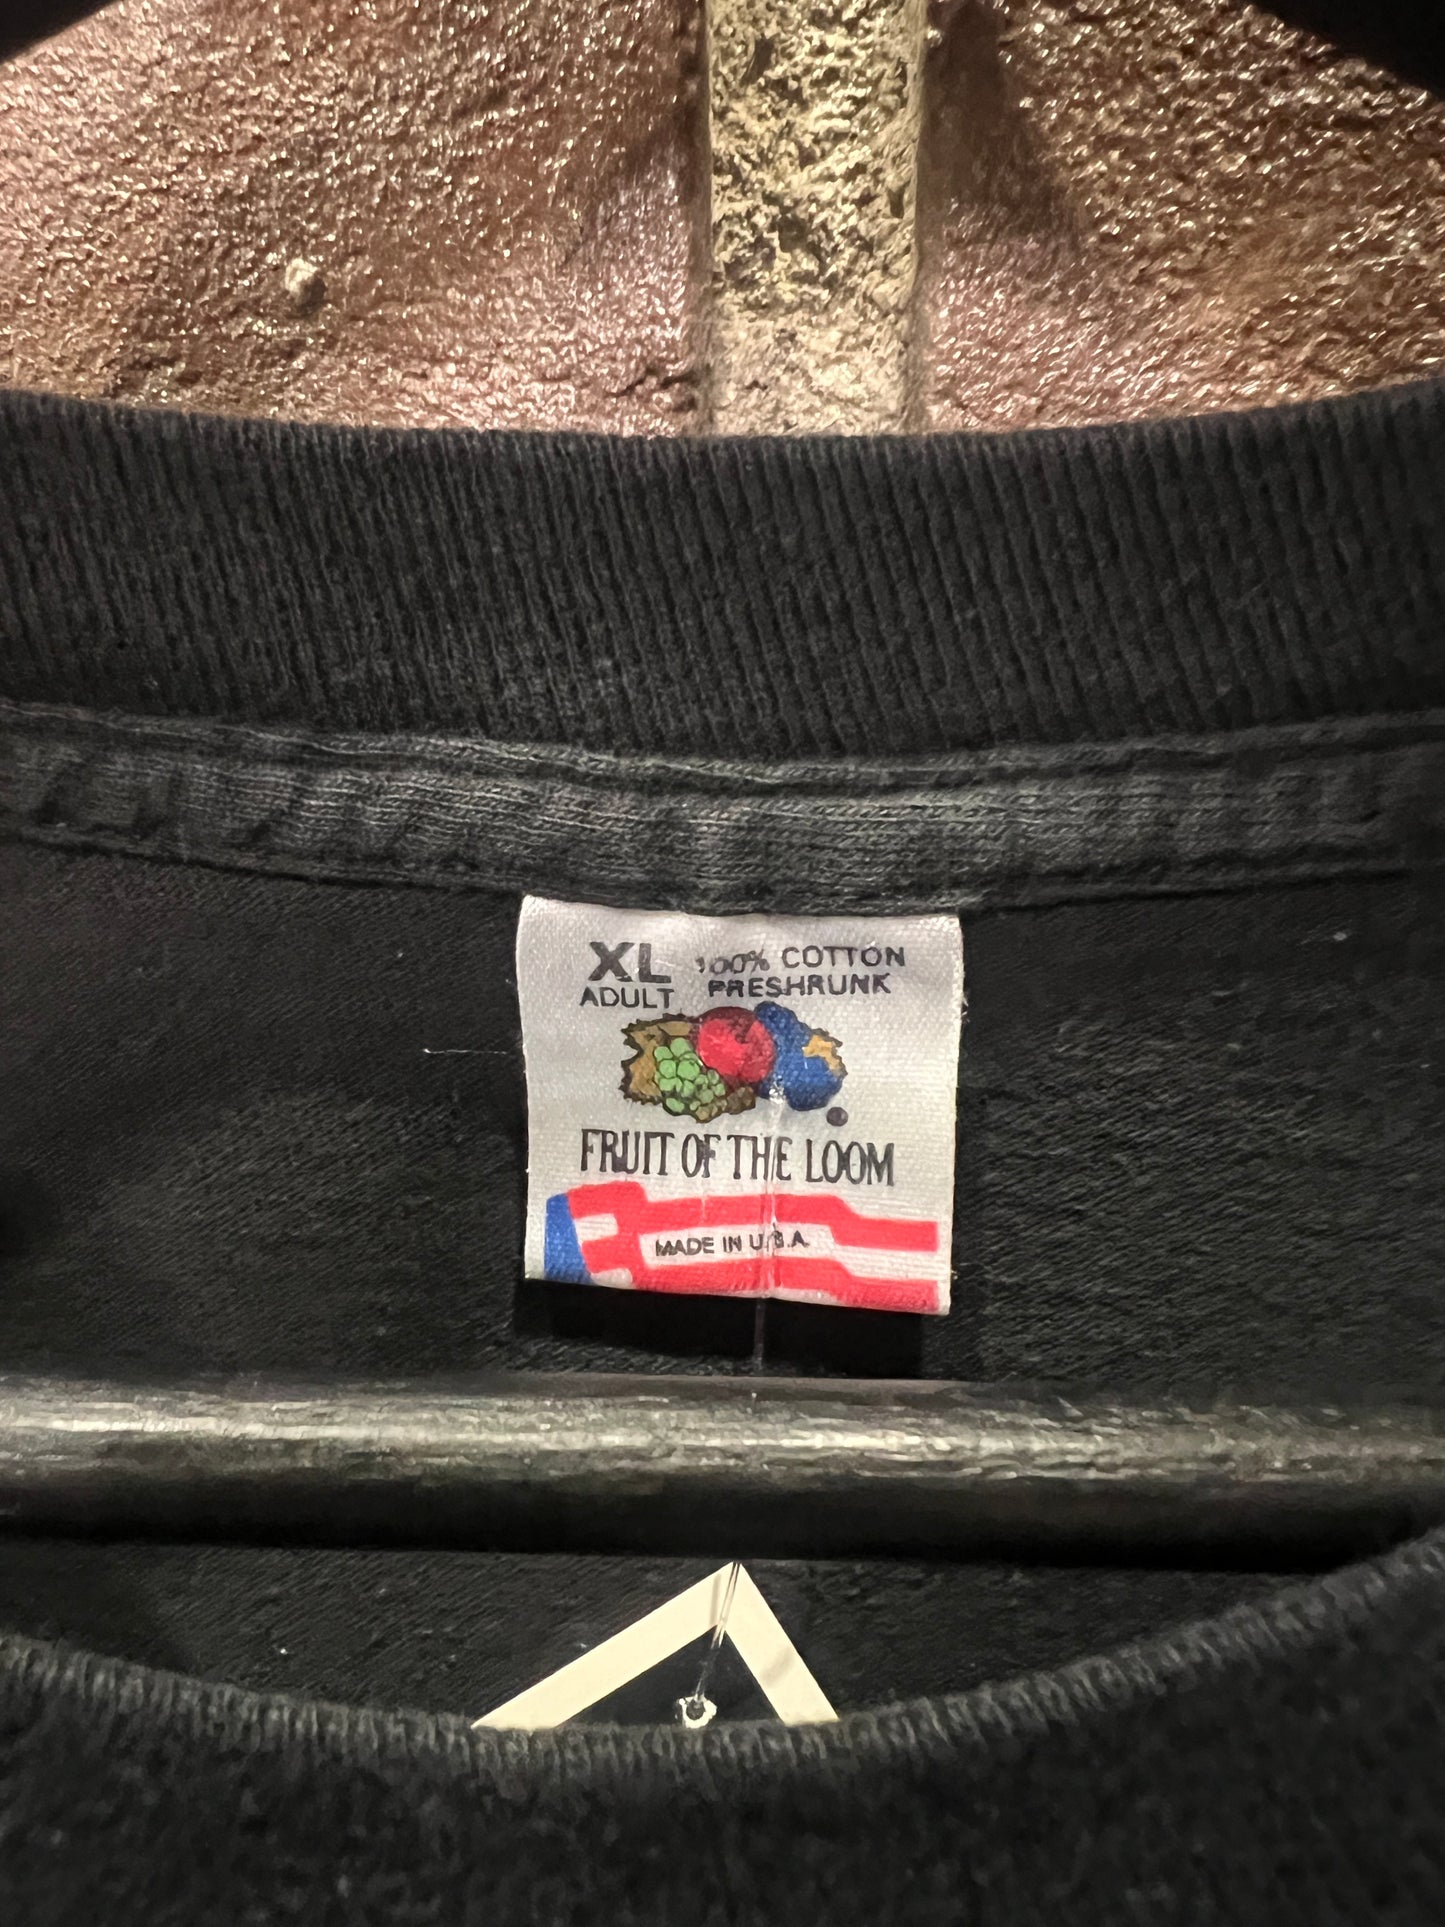 XL 100% COTTON
ADULT PRESHRUNK
FRUIT OF THE LOOM
MADE IN U.S.A.